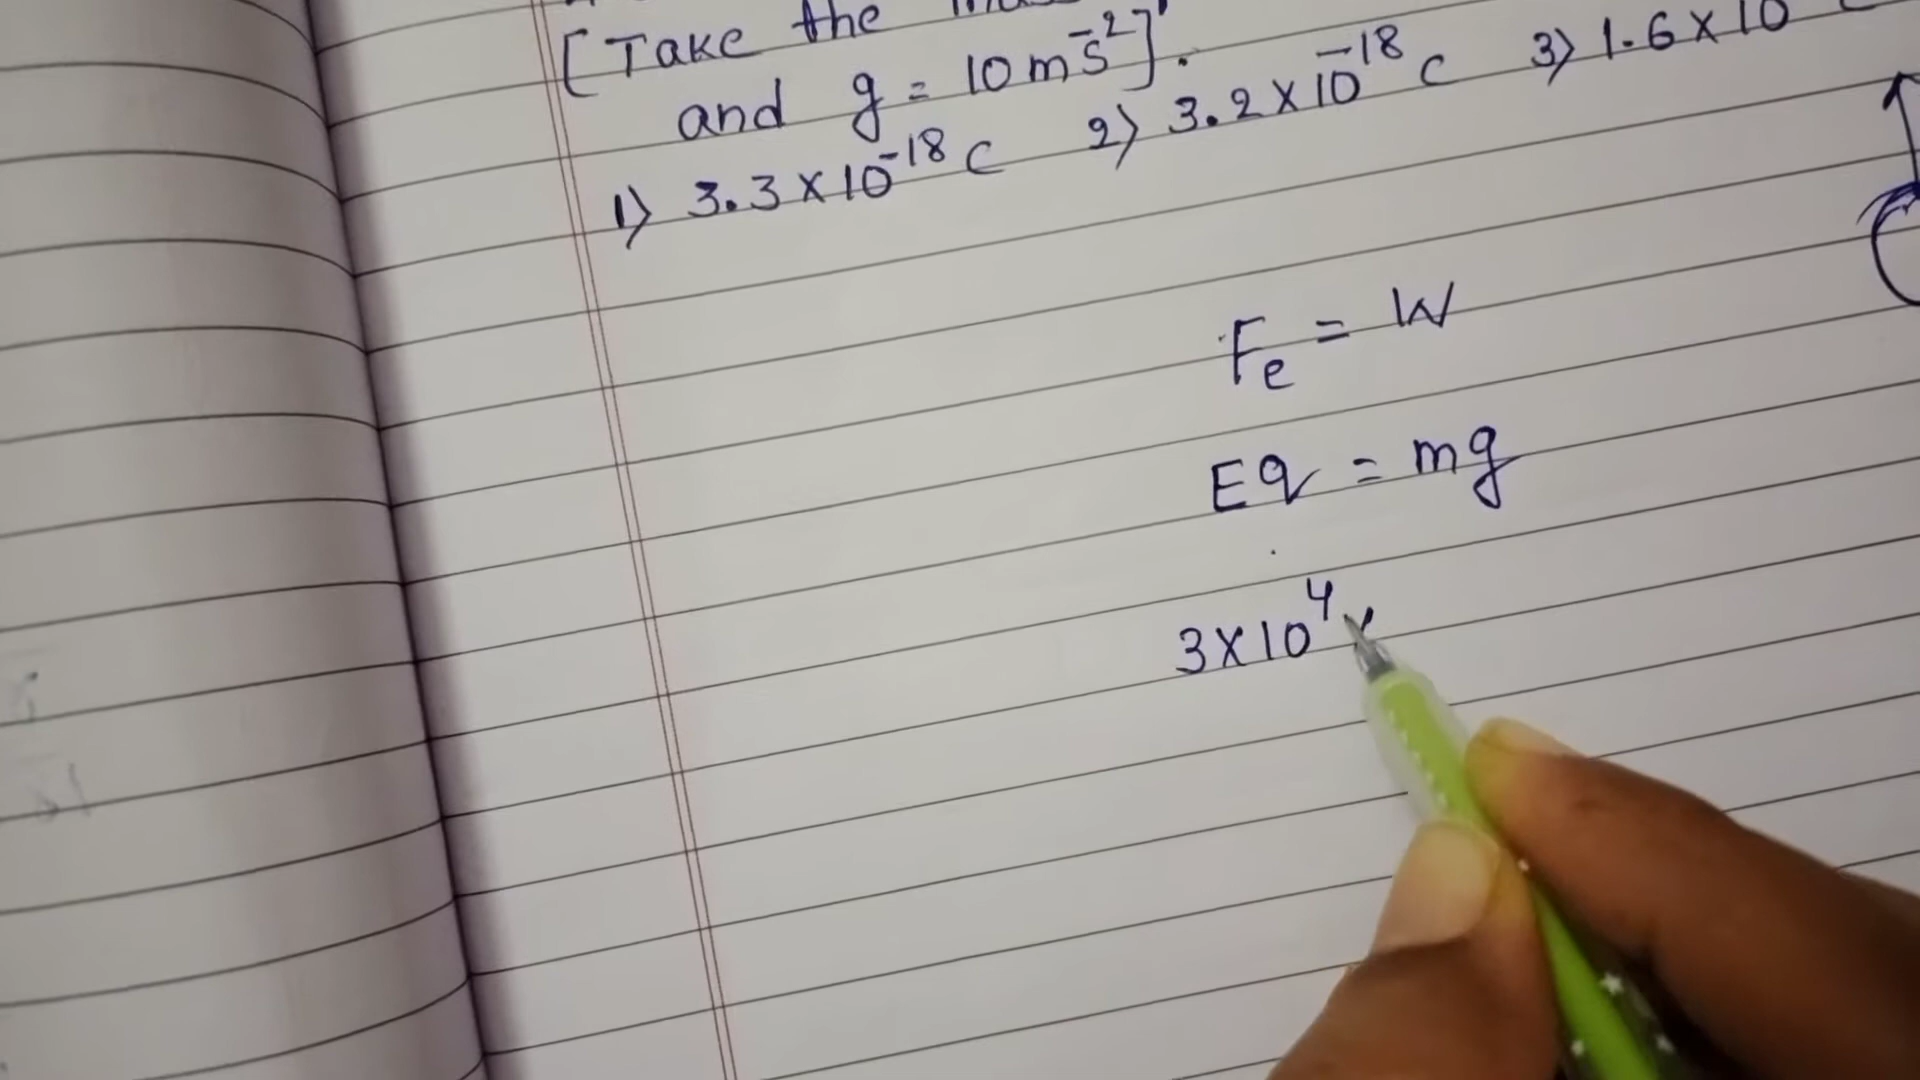 [Take the
and g = 10 m s⁻²].
1) 3.3 × 10⁻¹⁸ C 2) 3.2 × 10⁻¹⁸ C 3) 1.6 × 10
Fe = W
Eq = mg
3 × 10⁴